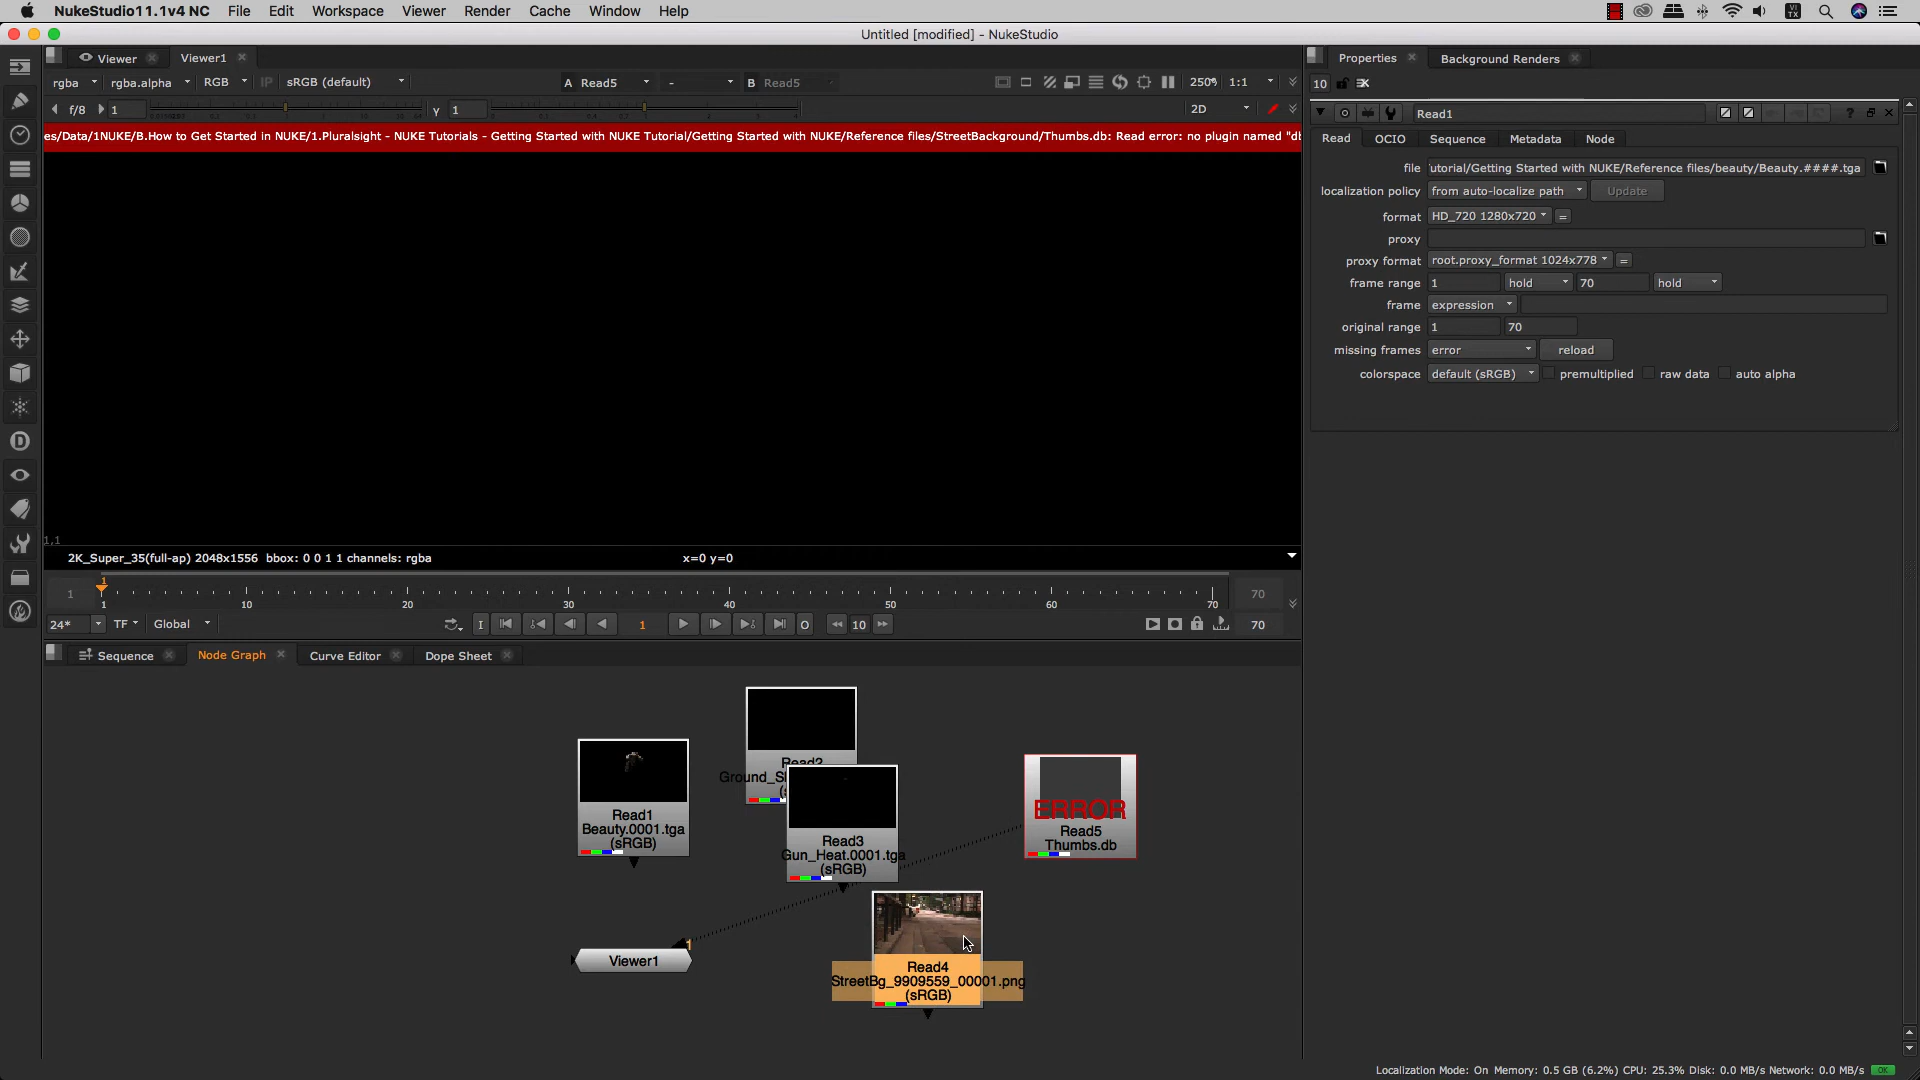 NukeStudio11.1v4 NC File Edit Workspace Viewer Render Cache Window Help
Untitled [modified] - NukeStudio
Viewer Viewer1
rgba rgba.alpha RGB IP sRGB (default) A Read5 - B Read5 250% 1:1
f/8 1 y 1 2D
es/Data/1NUKE/B.How to Get Started in NUKE/1.Pluralsight - NUKE Tutorials - Getting Started with NUKE Tutorial/Getting Started with NUKE/Reference files/StreetBackground/Thumbs.db: Read error: no plugin named "db
1,1
2K_Super_35(full-ap) 2048x1556 bbox: 0 0 1 1 channels: rgba x=0 y=0
1 1 70
1 10 20 30 40 50 60 70
24* TF Global I 1 O 10 70
Sequence Node Graph Curve Editor Dope Sheet
Read1
Beauty.0001.tga
(sRGB)
Read2
Read3
Gun_Heat.0001.tga
(sRGB)
ERROR
Read5
Thumbs.db
1
Viewer1
Read4
StreetBg_9909559_00001.png
(sRGB)
Properties Background Renders
10
Read1
Read OCIO Sequence Metadata Node
file utorial/Getting Started with NUKE/Reference files/beauty/Beauty.####.tga
localization policy from auto-localize path Update
format HD_720 1280x720 =
proxy
proxy format root.proxy_format 1024x778 =
frame range 1 hold 70 hold
frame expression
original range 1 70
missing frames error reload
colorspace default (sRGB) premultiplied raw data auto alpha
Localization Mode: On Memory: 0.5 GB (6.2%) CPU: 25.3% Disk: 0.0 MB/s Network: 0.0 MB/s OK